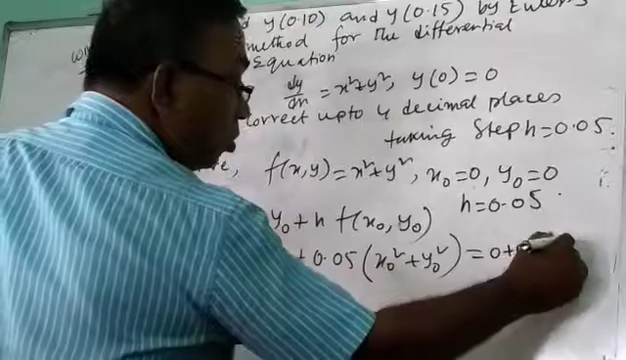 y(0.10) and y(0.15) by Euler's
method for the differential
Equation
dy/dx = x²+y², y(0) = 0
correct upto 4 decimal places
taking step h=0.05.
f(x,y) = x²+y², x₀=0, y₀=0
h=0.05
y₀ + h f(x₀, y₀)
+ 0.05 (x₀²+y₀²) = 0+